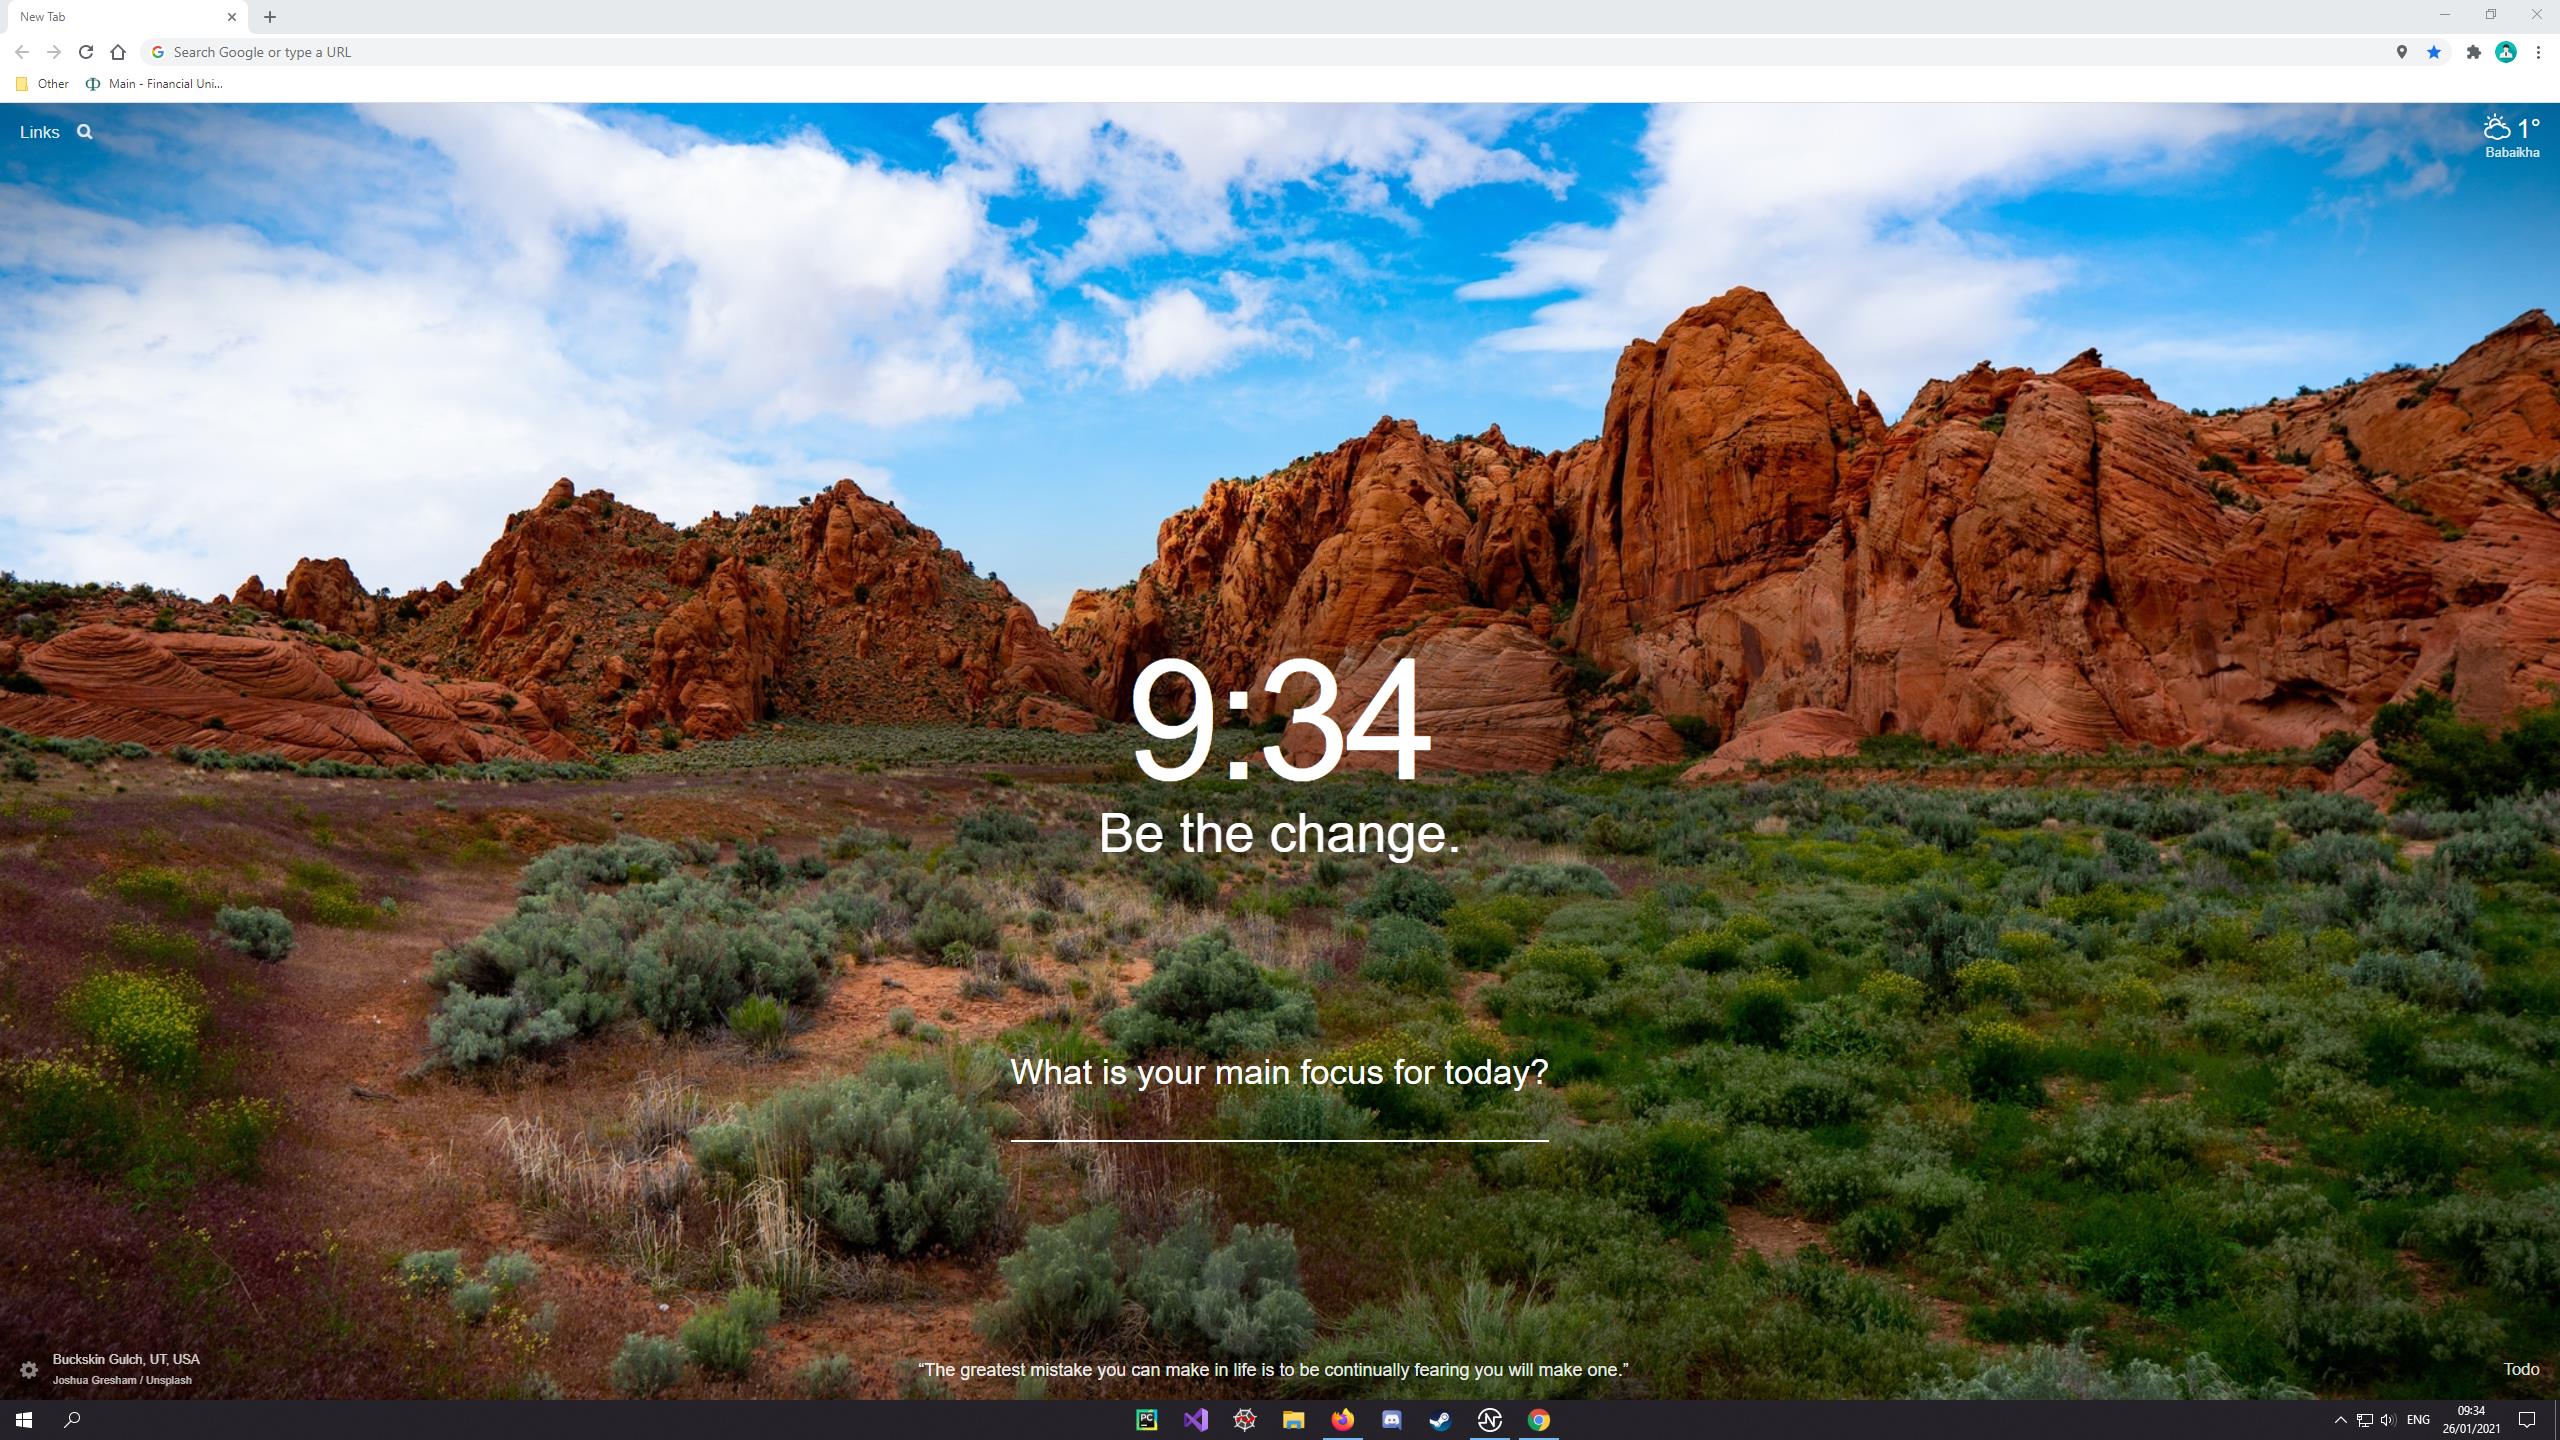 New Tab
Search Google or type a URL
Other
Main - Financial Uni...
Links
1°
Babaikha
9:34
Be the change.
What is your main focus for today?
Buckskin Gulch, UT, USA
Joshua Gresham / Unsplash
“The greatest mistake you can make in life is to be continually fearing you will make one.”
Todo
PC
ENG
09:34
26/01/2021